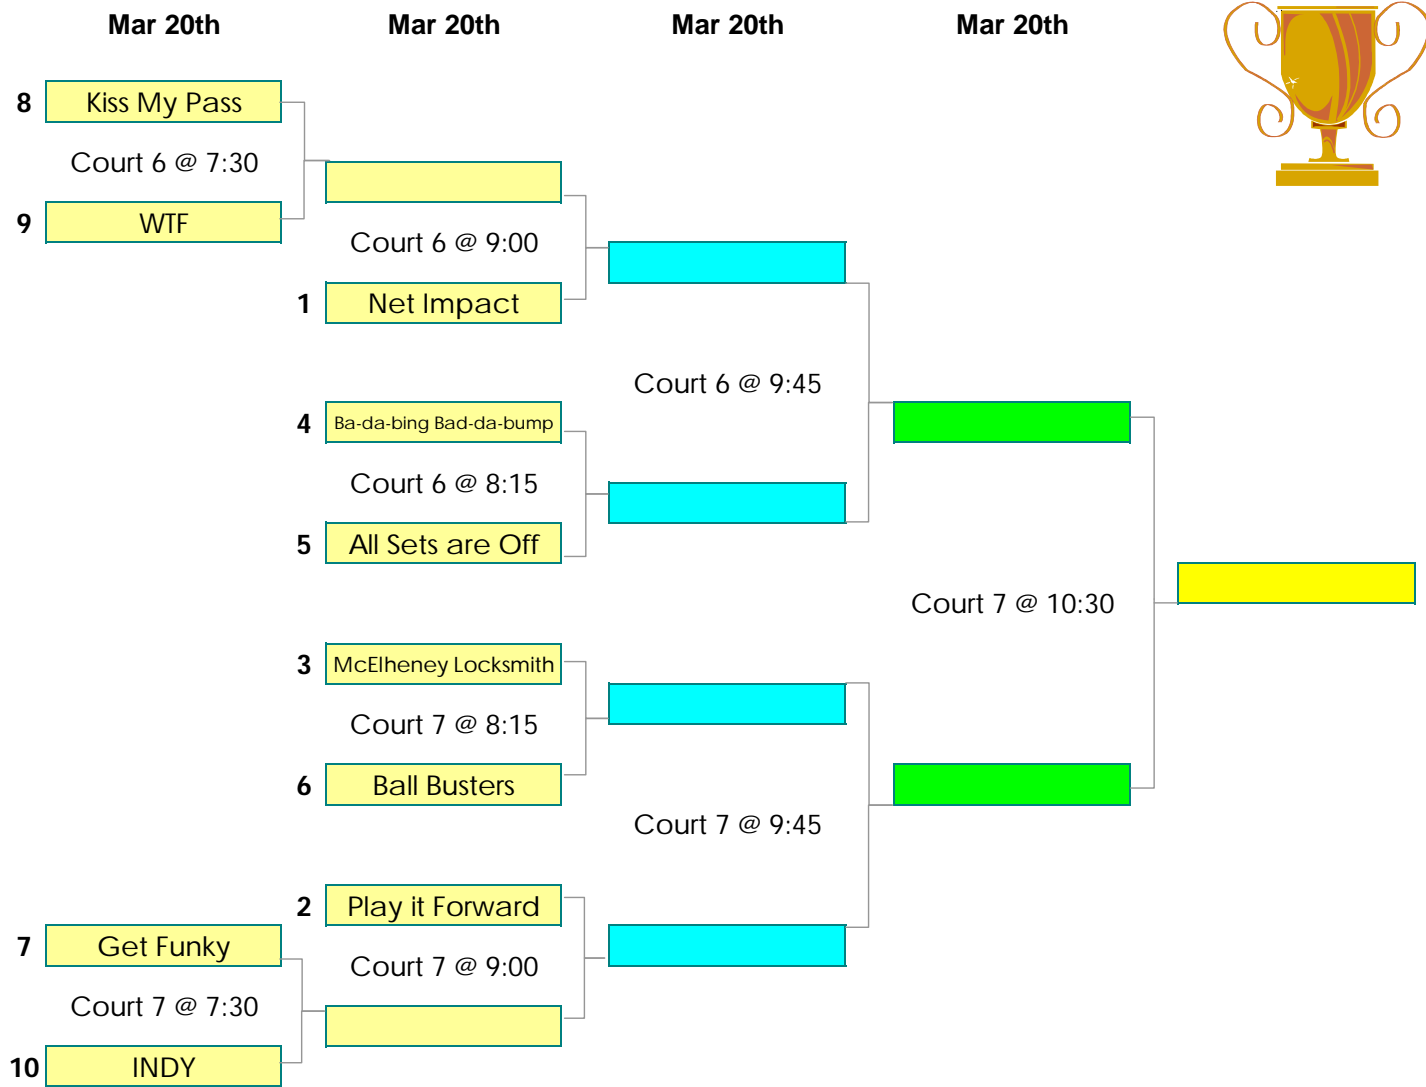 Mar 20th Mar 20th Mar 20th Mar 20th
8 Kiss My Pass
Court 6 @ 7:30
9 WTF
Court 6 @ 9:00
1 Net Impact
Court 6 @ 9:45
4 Ba-da-bing Bad-da-bump
Court 6 @ 8:15
5 All Sets are Off
Court 7 @ 10:30
3 McElheney Locksmith
Court 7 @ 8:15
6 Ball Busters
Court 7 @ 9:45
2 Play it Forward
7 Get Funky
Court 7 @ 9:00
Court 7 @ 7:30
10 INDY